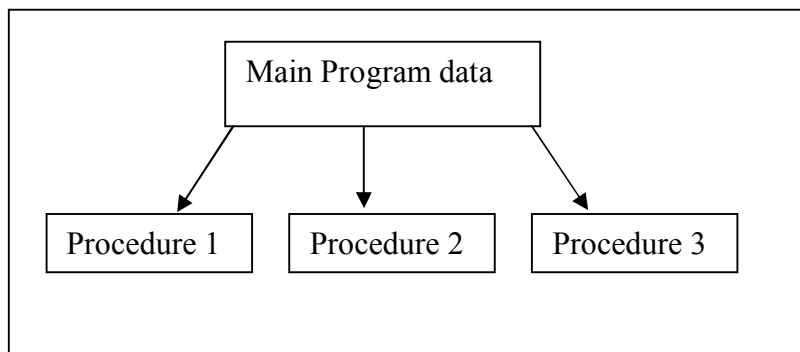 Main Program data
Procedure 1
Procedure 2
Procedure 3